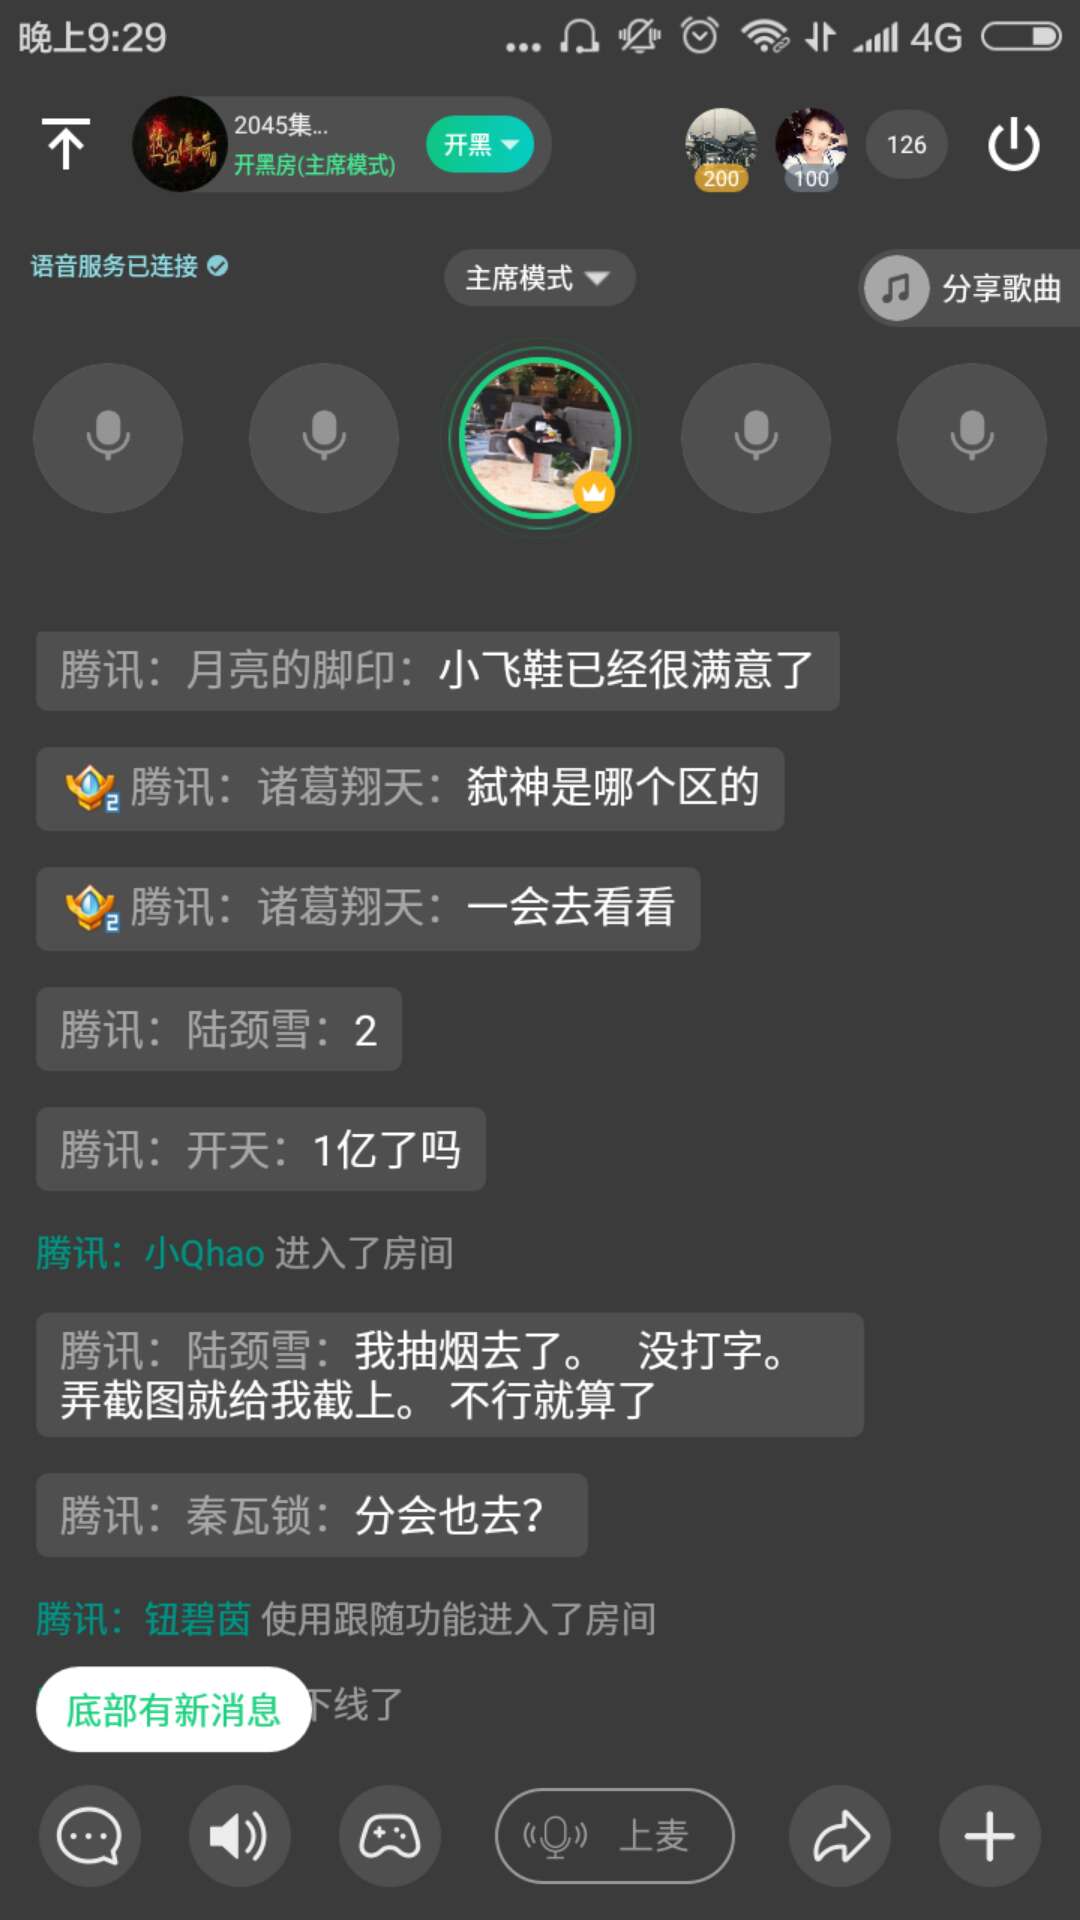 晚上9:29
4G
热血传奇
2045集...
开黑房(主席模式)
开黑
200
100
126
语音服务已连接
主席模式
分享歌曲
腾讯：月亮的脚印：小飞鞋已经很满意了
2 腾讯：诸葛翔天：弑神是哪个区的
2 腾讯：诸葛翔天：一会去看看
腾讯：陆颈雪：2
腾讯：开天：1亿了吗
腾讯：小Qhao 进入了房间
腾讯：陆颈雪：我抽烟去了。 没打字。
弄截图就给我截上。 不行就算了
腾讯：秦瓦锁：分会也去？
腾讯：钮碧茵 使用跟随功能进入了房间
下线了
底部有新消息
上麦